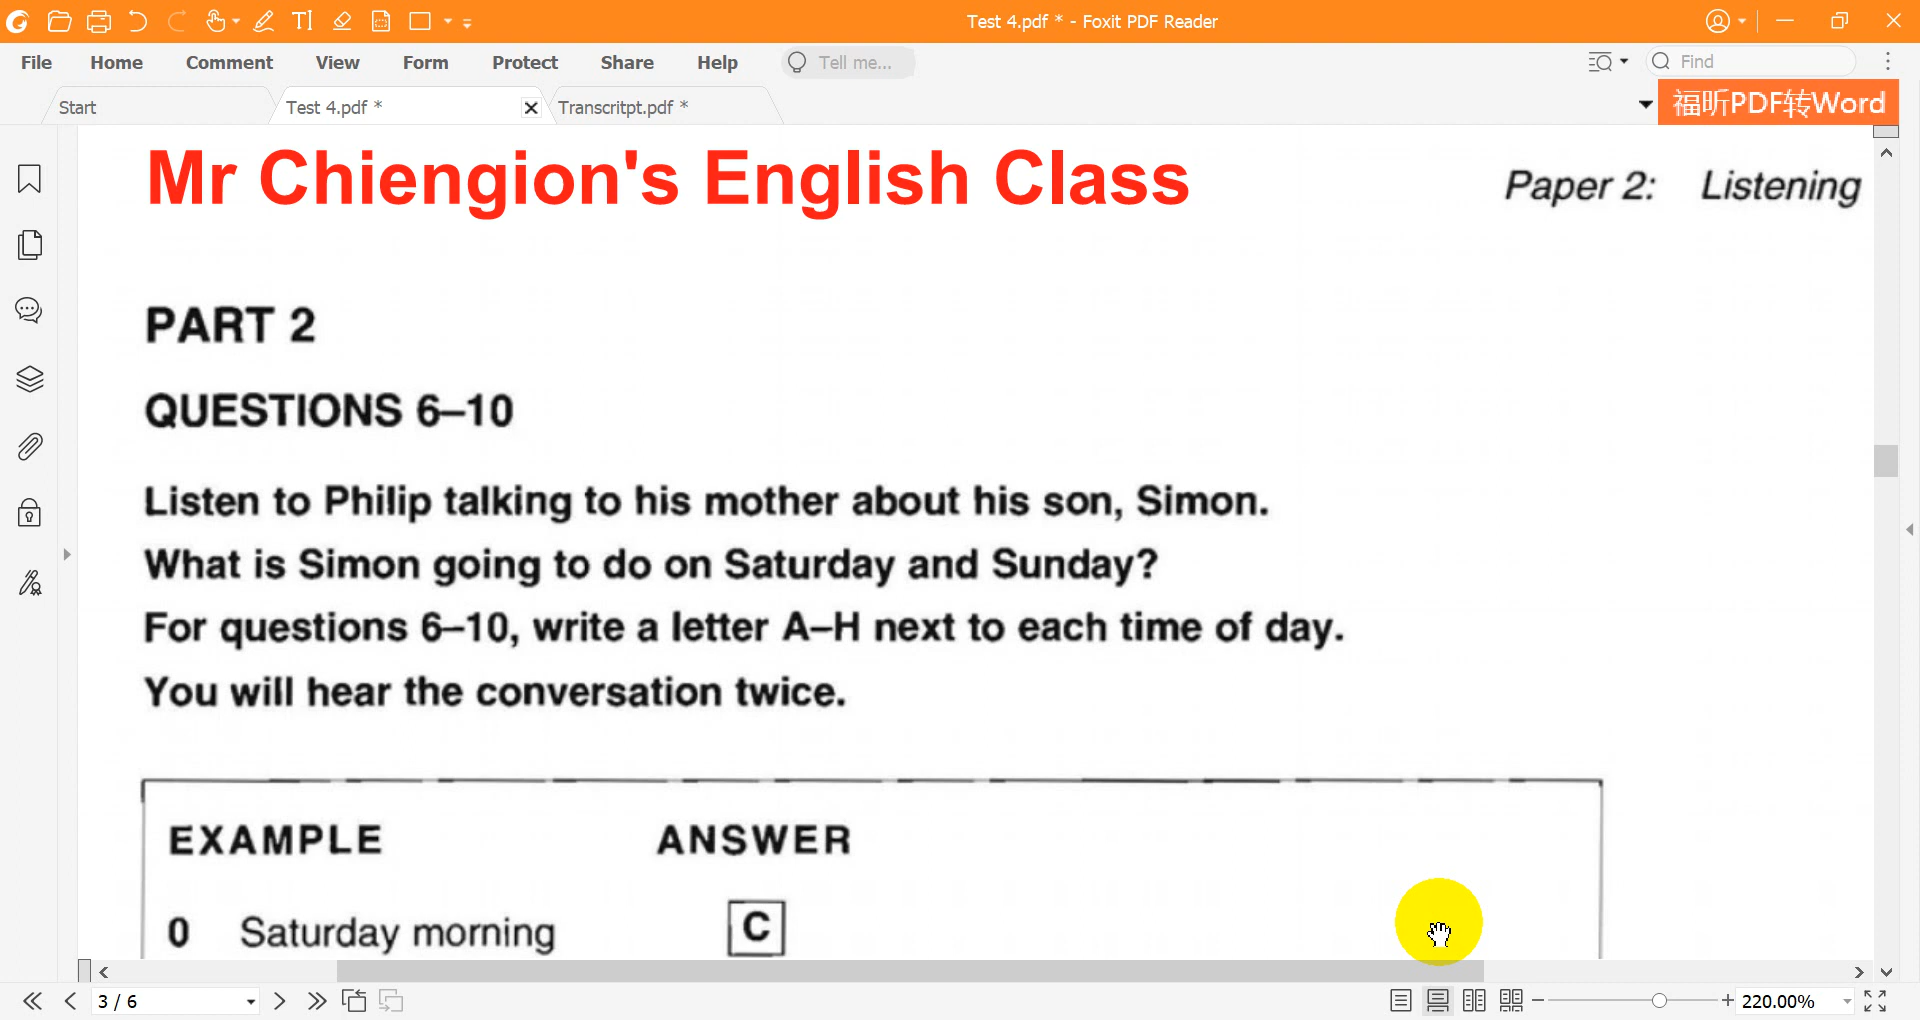 Test 4.pdf * - Foxit PDF Reader
File Home Comment View Form Protect Share Help Tell me... Find
Start Test 4.pdf * Transcritpt.pdf * 福昕PDF转Word
Mr Chiengion's English Class
Paper 2: Listening
PART 2
QUESTIONS 6–10
Listen to Philip talking to his mother about his son, Simon.
What is Simon going to do on Saturday and Sunday?
For questions 6–10, write a letter A–H next to each time of day.
You will hear the conversation twice.
EXAMPLE ANSWER
0 Saturday morning C
3 / 6 220.00%